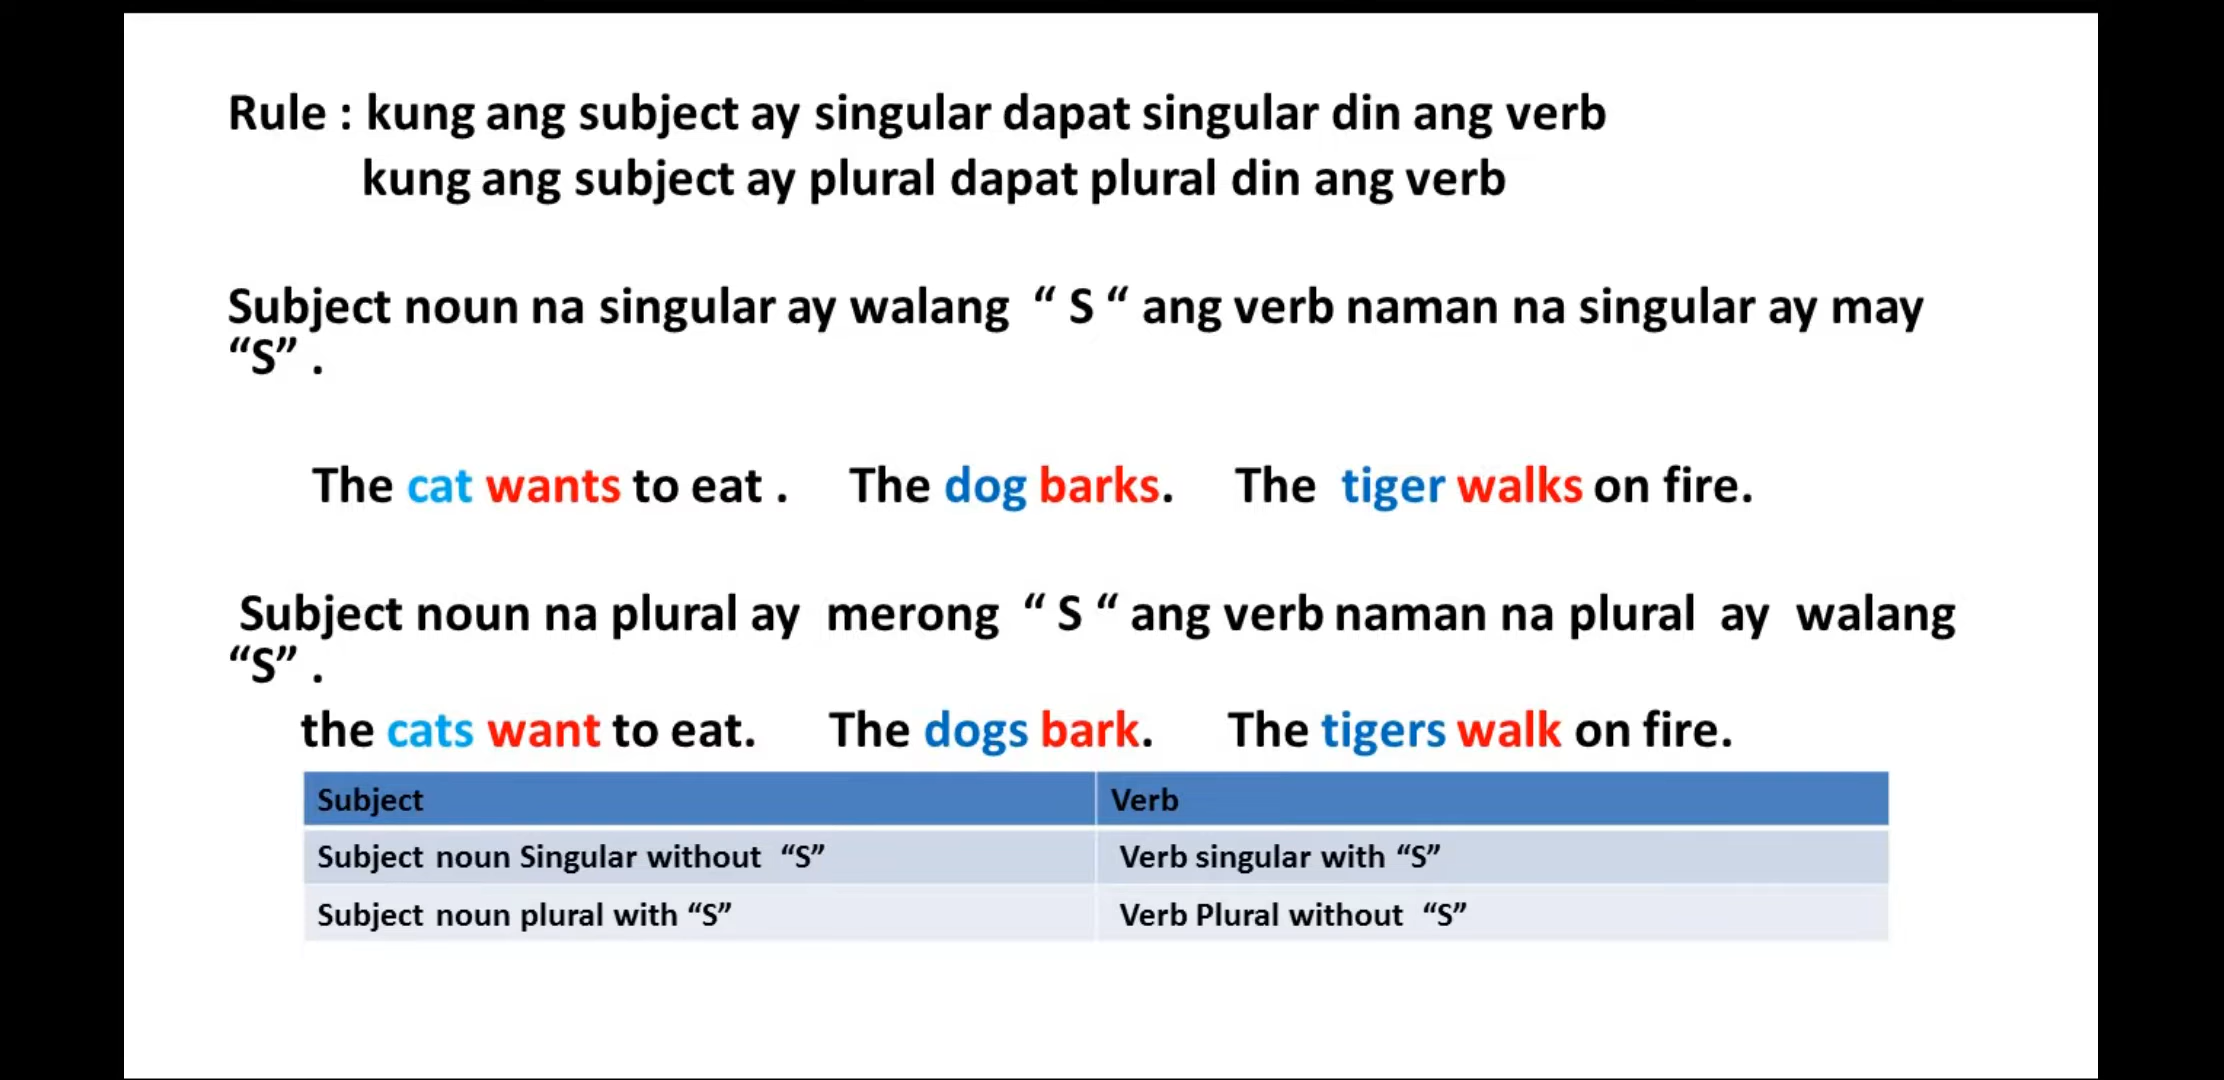 Rule : kung ang subject ay singular dapat singular din ang verb
kung ang subject ay plural dapat plural din ang verb
Subject noun na singular ay walang “ S “ ang verb naman na singular ay may
“S” .
The cat wants to eat . The dog barks. The tiger walks on fire.
Subject noun na plural ay merong “ S “ ang verb naman na plural ay walang
“S” .
the cats want to eat. The dogs bark. The tigers walk on fire.
Subject Verb
Subject noun Singular without “S” Verb singular with “S”
Subject noun plural with “S” Verb Plural without “S”